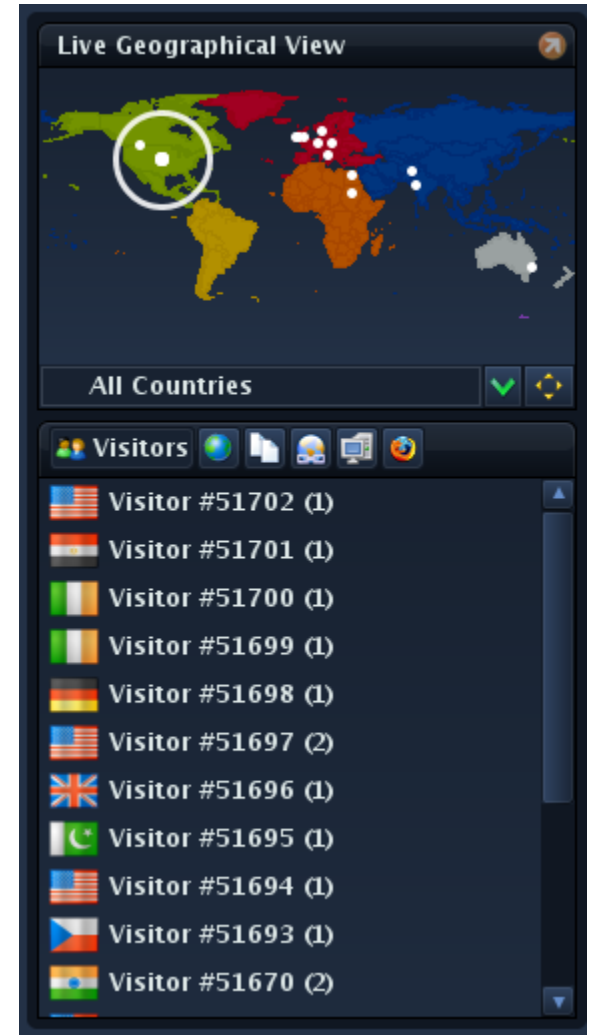 Live Geographical View
All Countries
Visitors
Visitor #51702 (1)
Visitor #51701 (1)
Visitor #51700 (1)
Visitor #51699 (1)
Visitor #51698 (1)
Visitor #51697 (2)
Visitor #51696 (1)
Visitor #51695 (1)
Visitor #51694 (1)
Visitor #51693 (1)
Visitor #51670 (2)